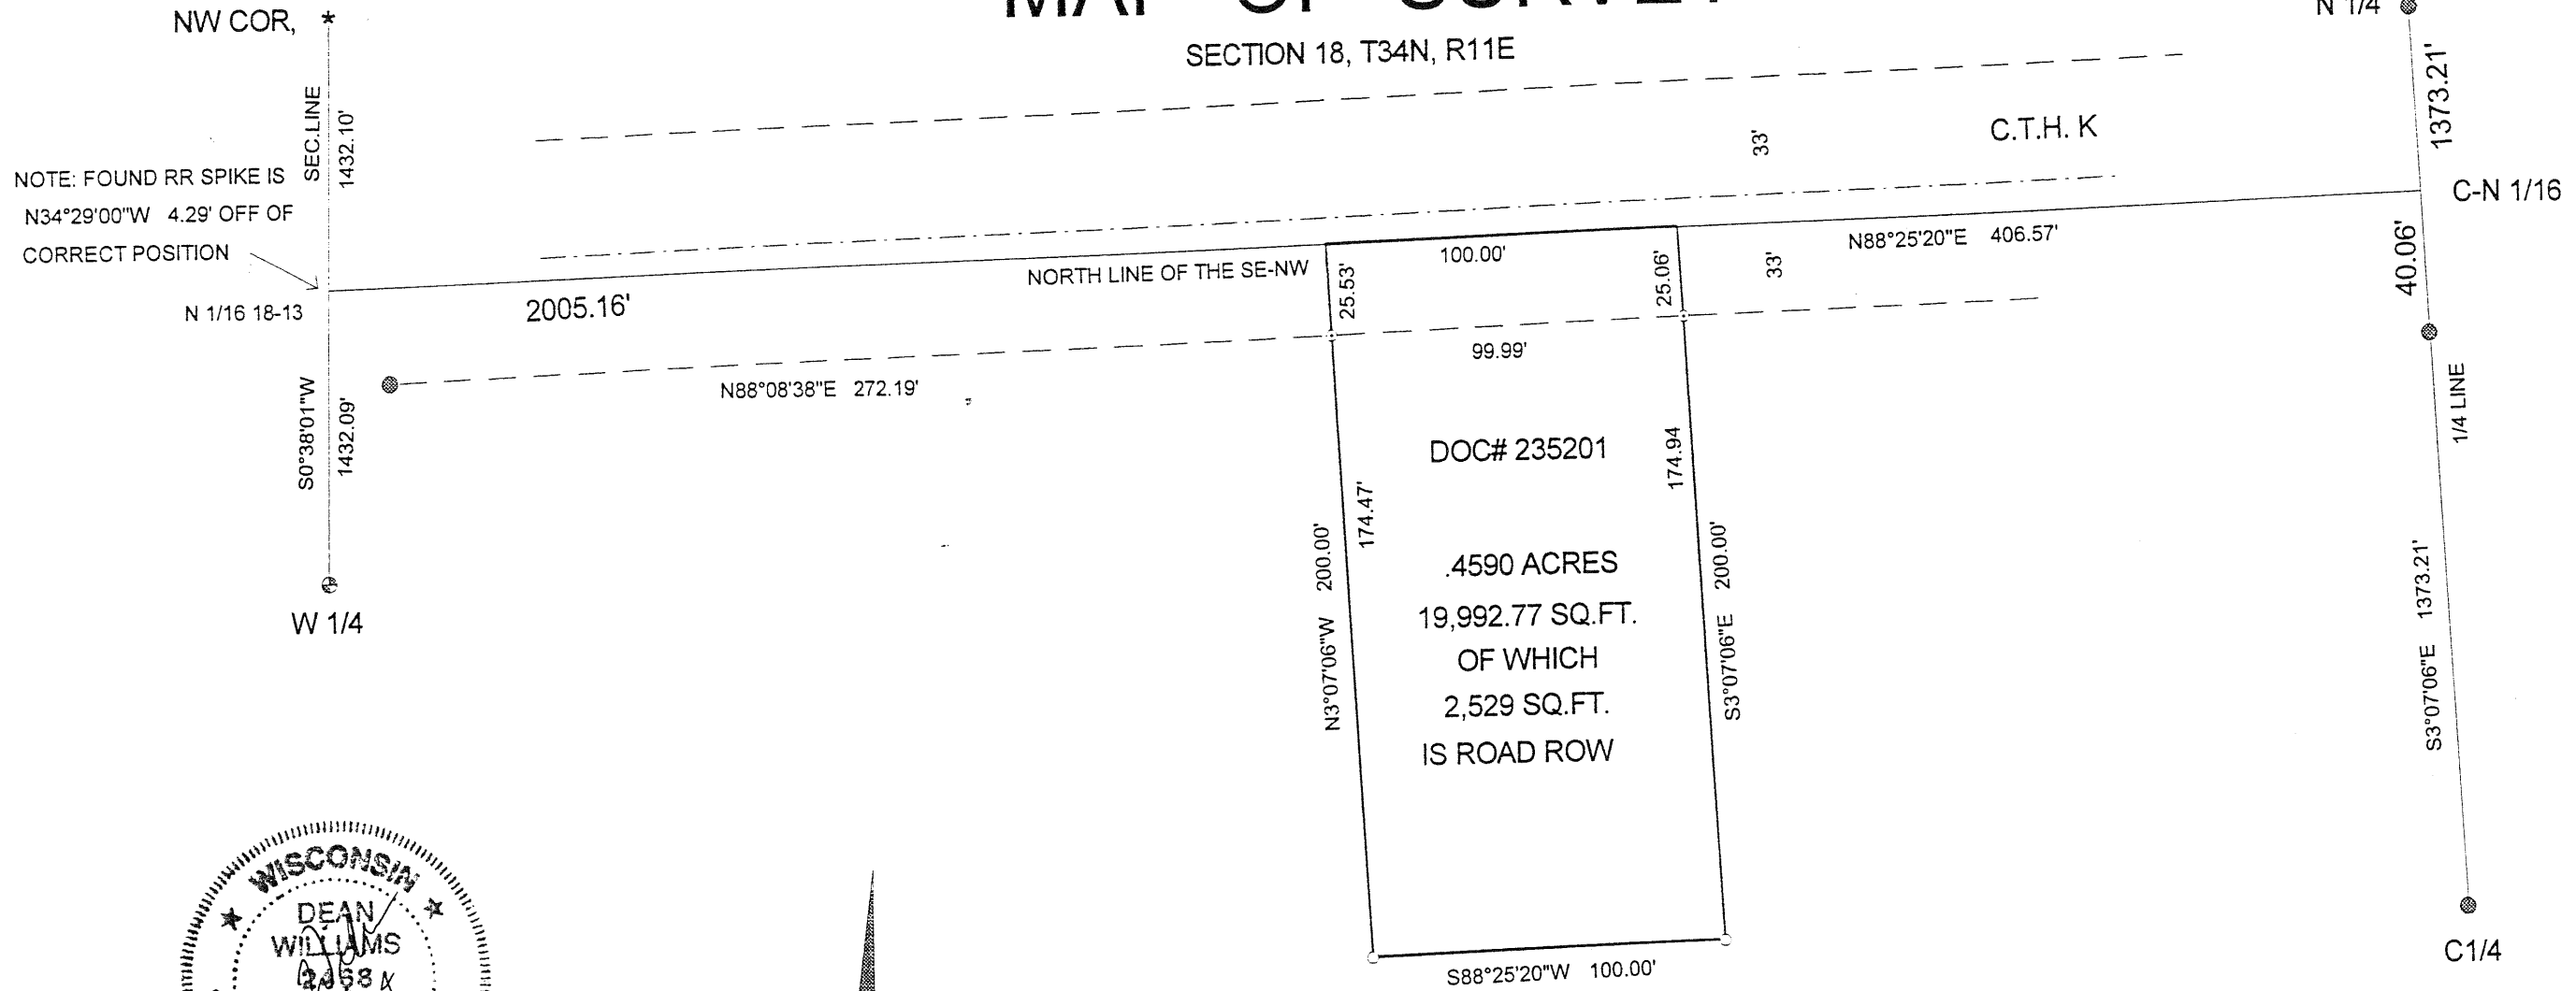 MAP OF SURVEY
SECTION 18, T34N, R11E
NW COR,
N 1/4
SEC.LINE
1432.10'
1373.21'
C.T.H. K
33'
NOTE: FOUND RR SPIKE IS
N34°29'00"W 4.29' OFF OF
CORRECT POSITION
C-N 1/16
N 1/16 18-13
2005.16'
NORTH LINE OF THE SE-NW
100.00'
N88°25'20"E 406.57'
25.53'
25.06'
33'
40.06'
99.99'
N88°08'38"E 272.19'
S0°38'01"W
1432.09'
1/4 LINE
DOC# 235201
174.47'
174.94
N3°07'06"W 200.00'
S3°07'06"E 200.00'
S3°07'06"E 1373.21'
.4590 ACRES
19,992.77 SQ.FT.
OF WHICH
2,529 SQ.FT.
IS ROAD ROW
W 1/4
WISCONSIN
DEAN
WILLIAMS
C1/4
S88°25'20"W 100.00'